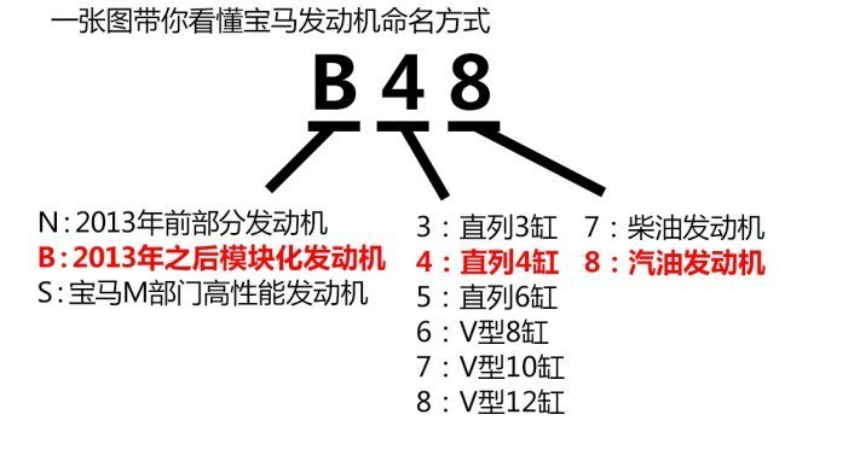 一张图带你看懂宝马发动机命名方式
B 4 8
N:2013年前部分发动机
B:2013年之后模块化发动机
S:宝马M部门高性能发动机
3：直列3缸
4：直列4缸
5：直列6缸
6：V型8缸
7：V型10缸
8：V型12缸
7：柴油发动机
8：汽油发动机